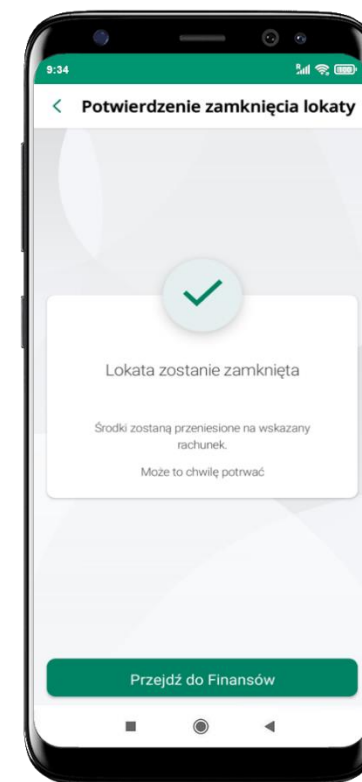 9:34
Potwierdzenie zamknięcia lokaty
Lokata zostanie zamknięta
Środki zostaną przeniesione na wskazany
rachunek.
Może to chwilę potrwać
Przejdź do Finansów